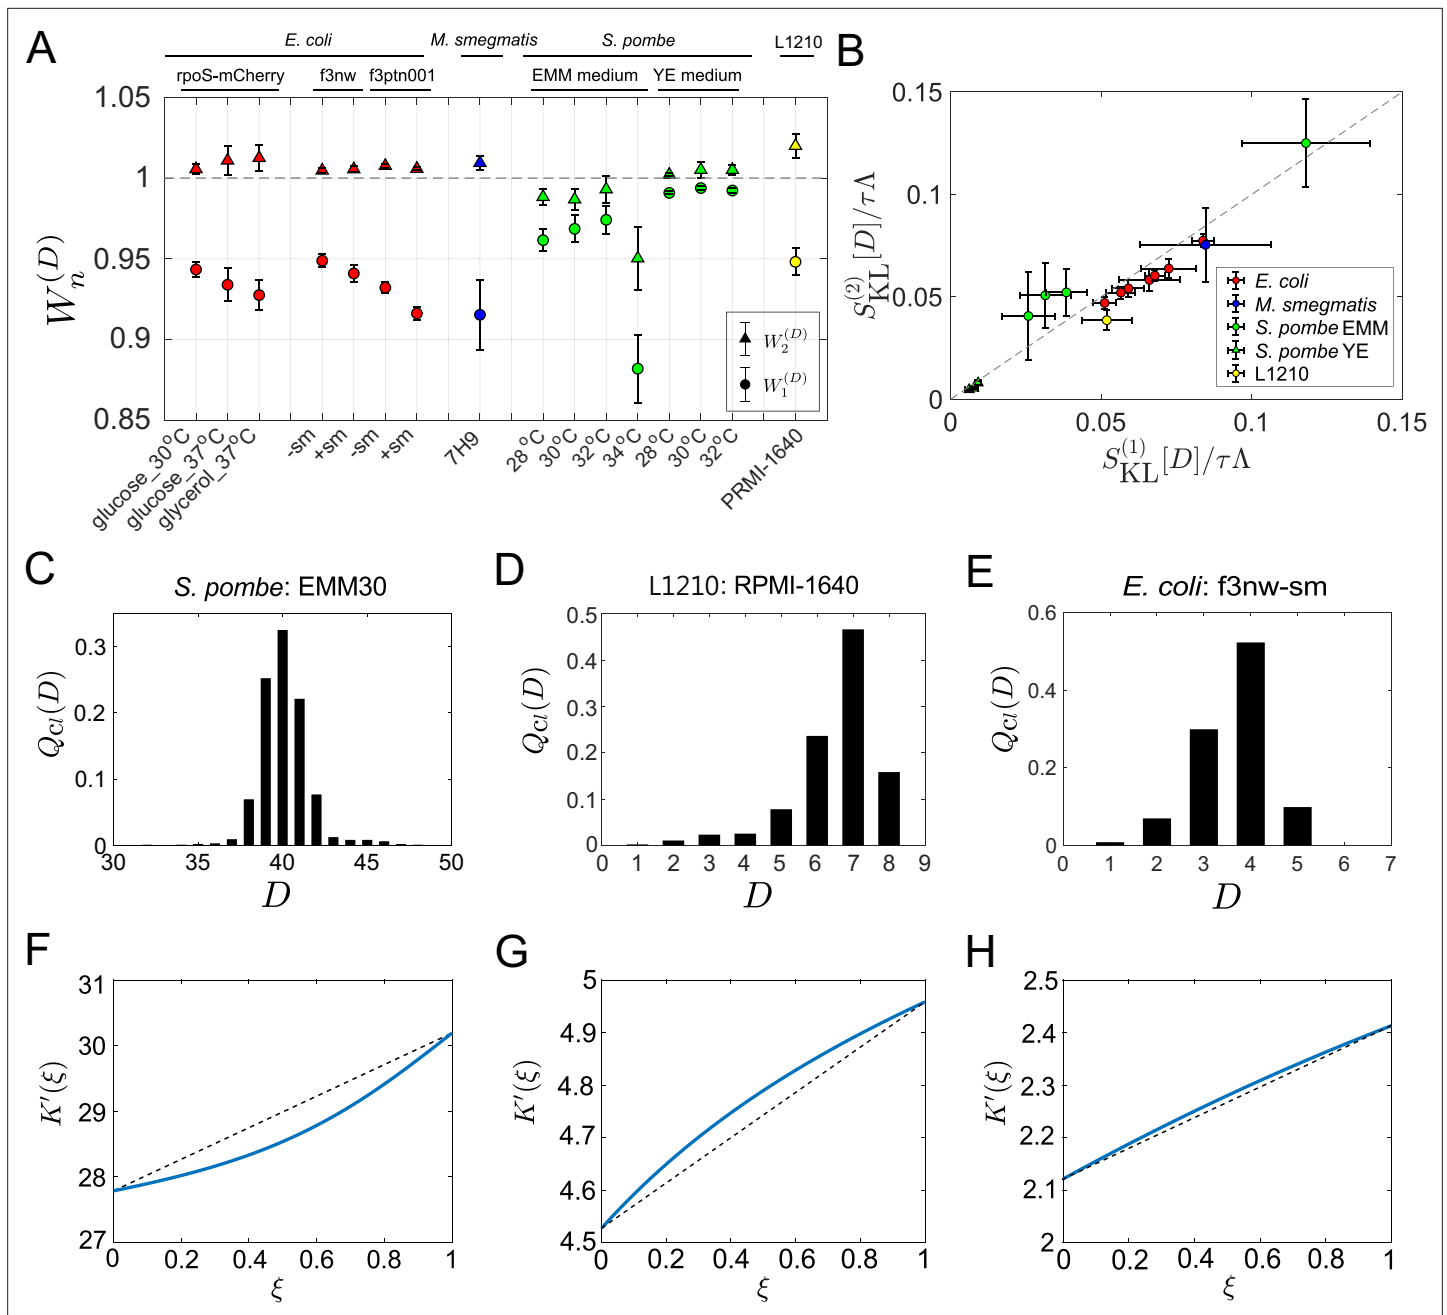 A
E. coli
M. smegmatis
S. pombe
L1210
rpoS-mCherry
f3nw
f3ptn001
EMM medium
YE medium
1.05
1
0.95
0.9
0.85
W_n^(D)
W_2^(D)
W_1^(D)
glucose_30°C
glucose_37°C
glycerol_37°C
-sm
+sm
-sm
+sm
7H9
28°C
30°C
32°C
34°C
28°C
30°C
32°C
PRMI-1640
B
0.15
0.1
0.05
0
S_KL^(2)[D]/τΛ
0
0.05
0.1
0.15
S_KL^(1)[D]/τΛ
E. coli
M. smegmatis
S. pombe EMM
S. pombe YE
L1210
C
S. pombe: EMM30
0.3
0.2
0.1
0
Q_cl(D)
30 35 40 45 50
D
D
L1210: RPMI-1640
0.5
0.4
0.3
0.2
0.1
0
Q_cl(D)
0 1 2 3 4 5 6 7 8 9
D
E
E. coli: f3nw-sm
0.6
0.4
0.2
0
Q_cl(D)
0 1 2 3 4 5 6 7
D
F
31
30
29
28
27
K′(ξ)
0 0.2 0.4 0.6 0.8 1
ξ
G
5
4.9
4.8
4.7
4.6
4.5
K′(ξ)
0 0.2 0.4 0.6 0.8 1
ξ
H
2.5
2.4
2.3
2.2
2.1
2
K′(ξ)
0 0.2 0.4 0.6 0.8 1
ξ